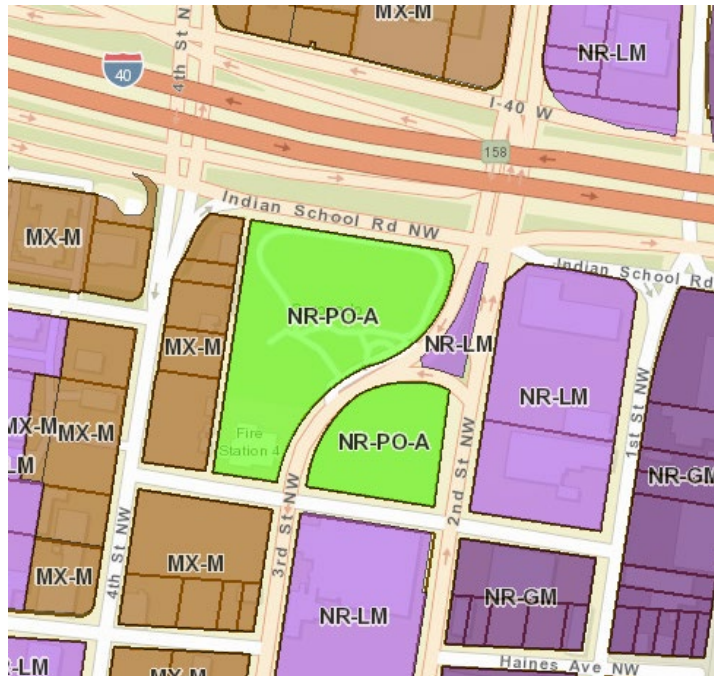 MX-M
4th St N
NR-LM
40
I-40 W
158
Indian School Rd NW
MX-M
Indian School Rd
NR-PO-A
MX-M
NR-LM
NR-LM
1st St NW
MX-M
MX-M
LM
Fire
Station 4
NR-PO-A
2nd St NW
NR-GM
3rd St NW
4th St NW
MX-M
MX-M
NR-GM
NR-LM
-LM
MX-M
Haines Ave NW